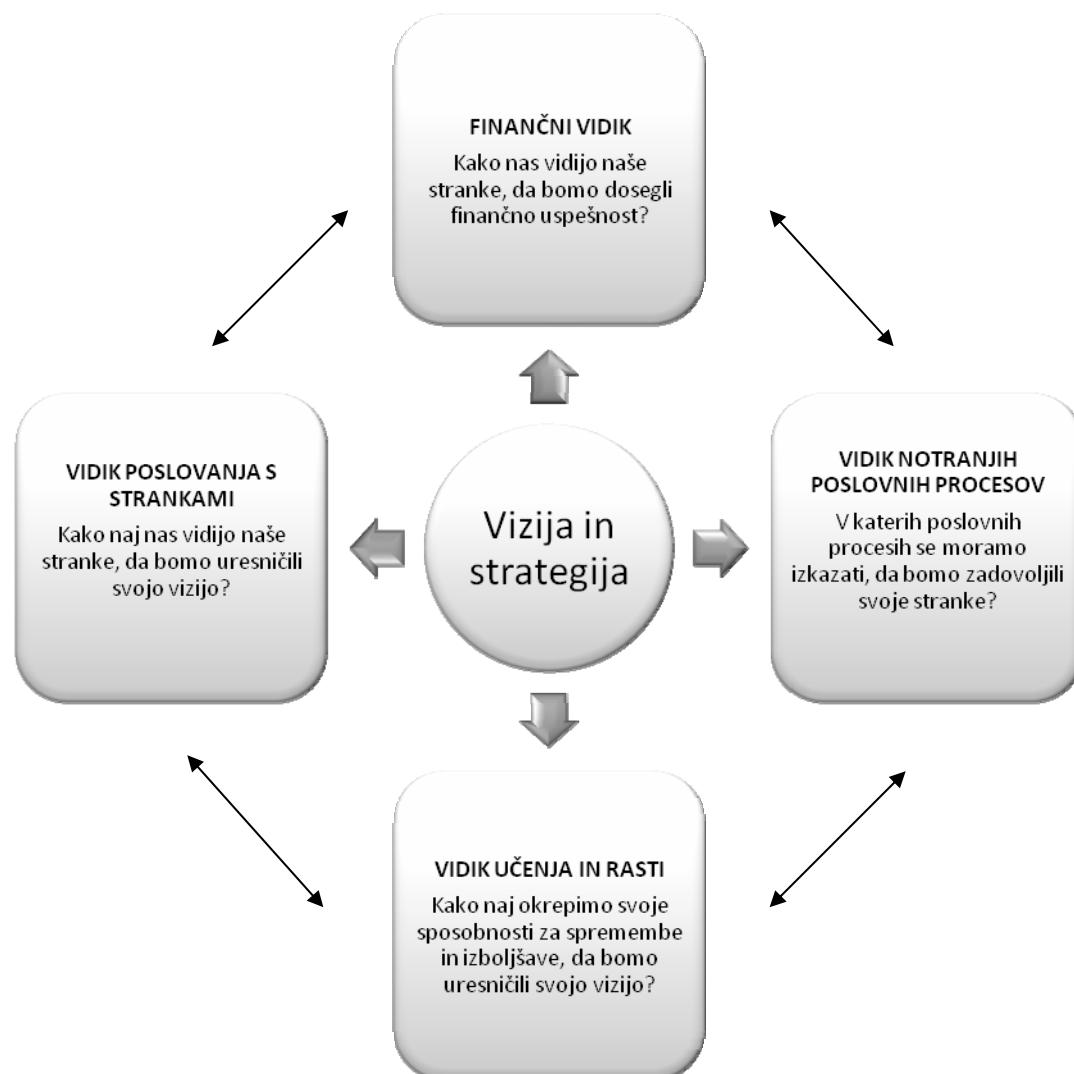 FINANČNI VIDIK
Kako nas vidijo naše
stranke, da bomo dosegli
finančno uspešnost?
VIDIK POSLOVANJA S
STRANKAMI
Kako naj nas vidijo naše
stranke, da bomo uresničili
svojo vizijo?
Vizija in
strategija
VIDIK NOTRANJIH
POSLOVNIH PROCESOV
V katerih poslovnih
procesih se moramo
izkazati, da bomo zadovoljili
svoje stranke?
VIDIK UČENJA IN RASTI
Kako naj okrepimo svoje
sposobnosti za spremembe
in izboljšave, da bomo
uresničili svojo vizijo?